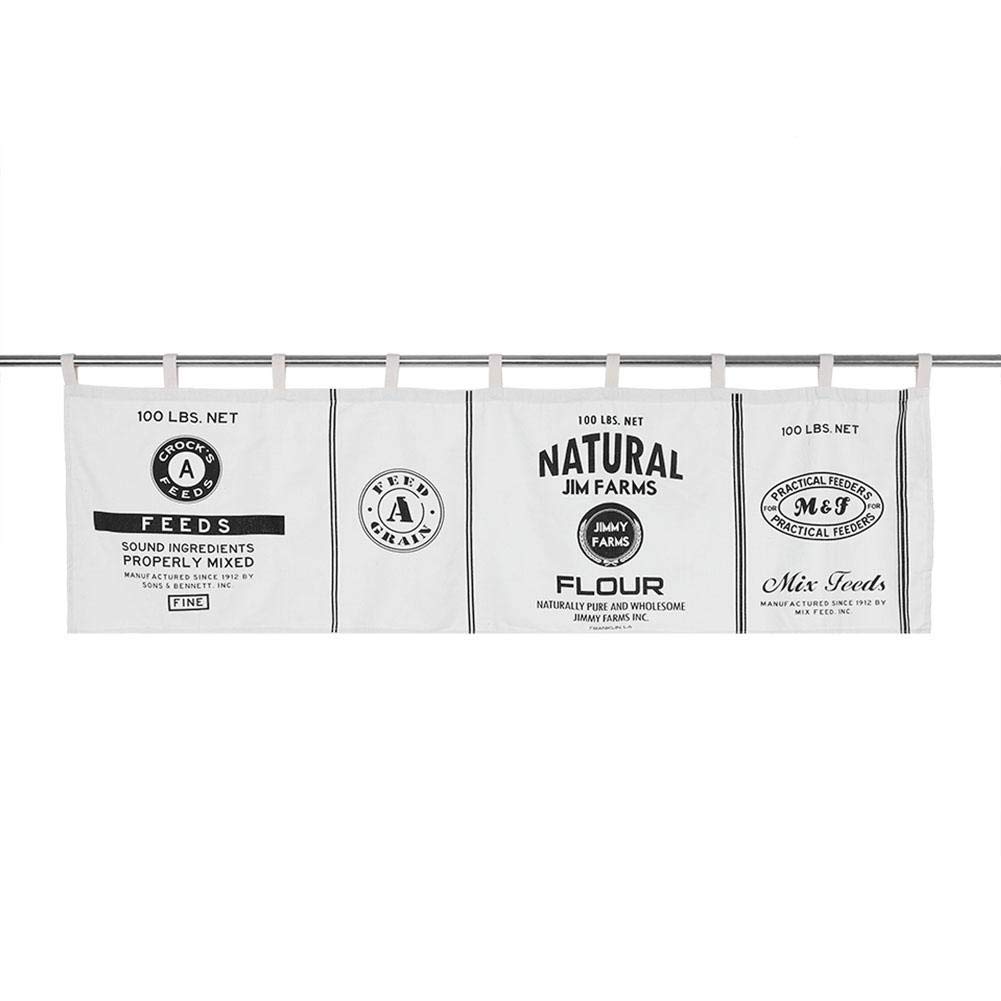 100 LBS. NET
CROCK'S
A
FEEDS
FEEDS
SOUND INGREDIENTS
PROPERLY MIXED
MANUFACTURED SINCE 1912 BY
SONS & BENNETT. INC.
FINE
FEED
A
GRAIN
100 LBS. NET
NATURAL
JIM FARMS
JIMMY
FARMS
FLOUR
NATURALLY PURE AND WHOLESOME
JIMMY FARMS INC.
FRANKLIN, LA
100 LBS. NET
PRACTICAL FEEDERS
FOR M&F FOR
PRACTICAL FEEDERS
Mix Feeds
MANUFACTURED SINCE 1912 BY
MIX FEED. INC.